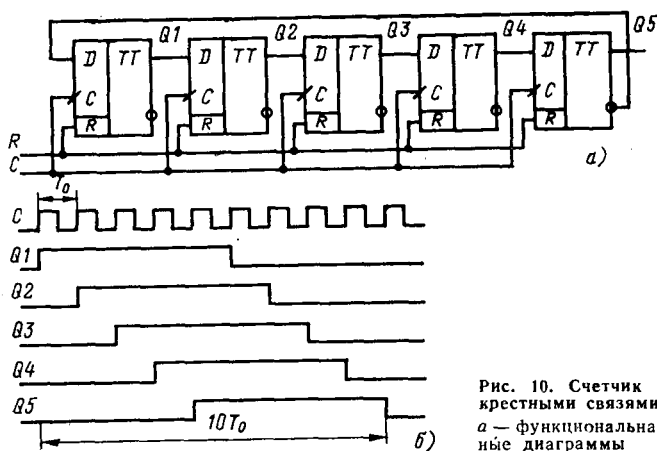 Q1 Q2 Q3 Q4 Q5
D TT D TT D TT D TT D TT
C C C C C
R R R R R
R
C
а)
T₀
C
Q1
Q2
Q3
Q4
Q5
10T₀
б)
Рис. 10. Счетчик
крестными связями
а — функциональна
ные диаграммы